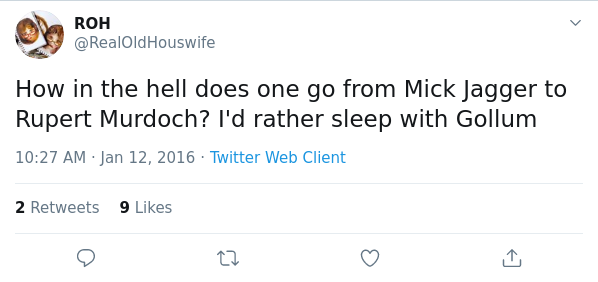 ROH
@RealOldHouswife
How in the hell does one go from Mick Jagger to
Rupert Murdoch? I'd rather sleep with Gollum
10:27 AM · Jan 12, 2016 · Twitter Web Client
2 Retweets 9 Likes